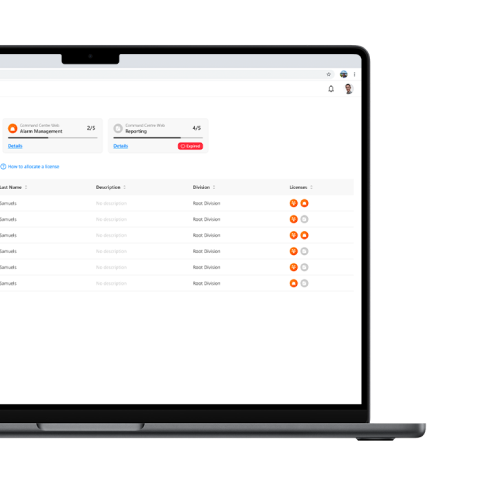 Command Center Web
Alarm Management
2/5
Details
Command Center Web
Reporting
4/5
Details
Expired
How to allocate a license
Last Name
Description
Division
Licenses
Samuels
No description
Root Division
Samuels
No description
Root Division
Samuels
No description
Root Division
Samuels
No description
Root Division
Samuels
No description
Root Division
Samuels
No description
Root Division